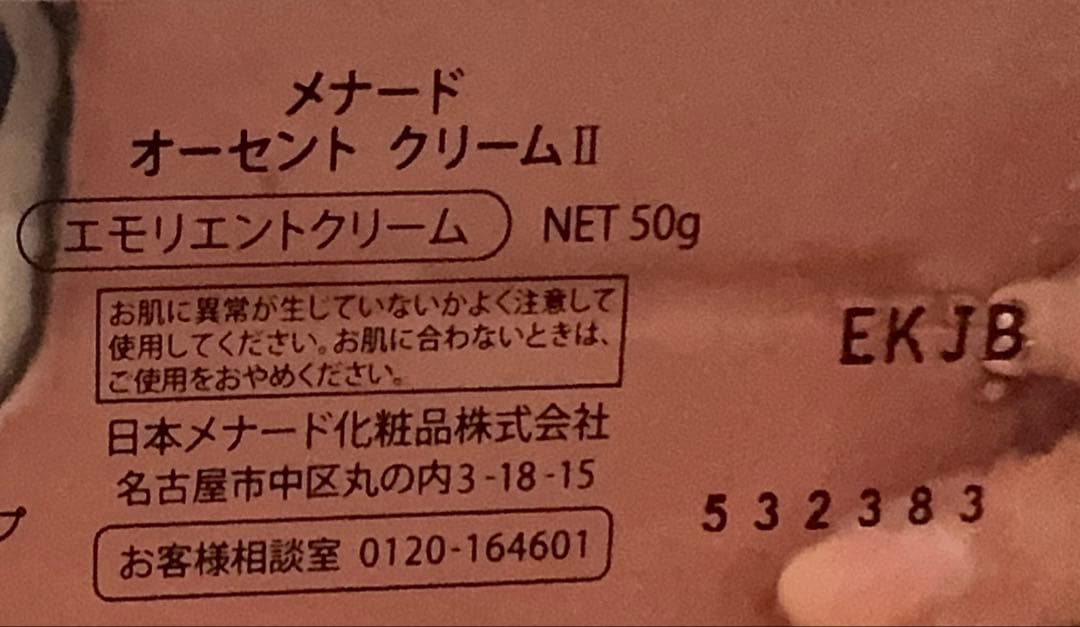 メナード
オーセント クリームⅡ
エモリエントクリーム NET 50g
お肌に異常が生じていないかよく注意して
使用してください。お肌に合わないときは、
ご使用をおやめください。
EKJB
日本メナード化粧品株式会社
名古屋市中区丸の内3-18-15
532383
プ
お客様相談室 0120-164601